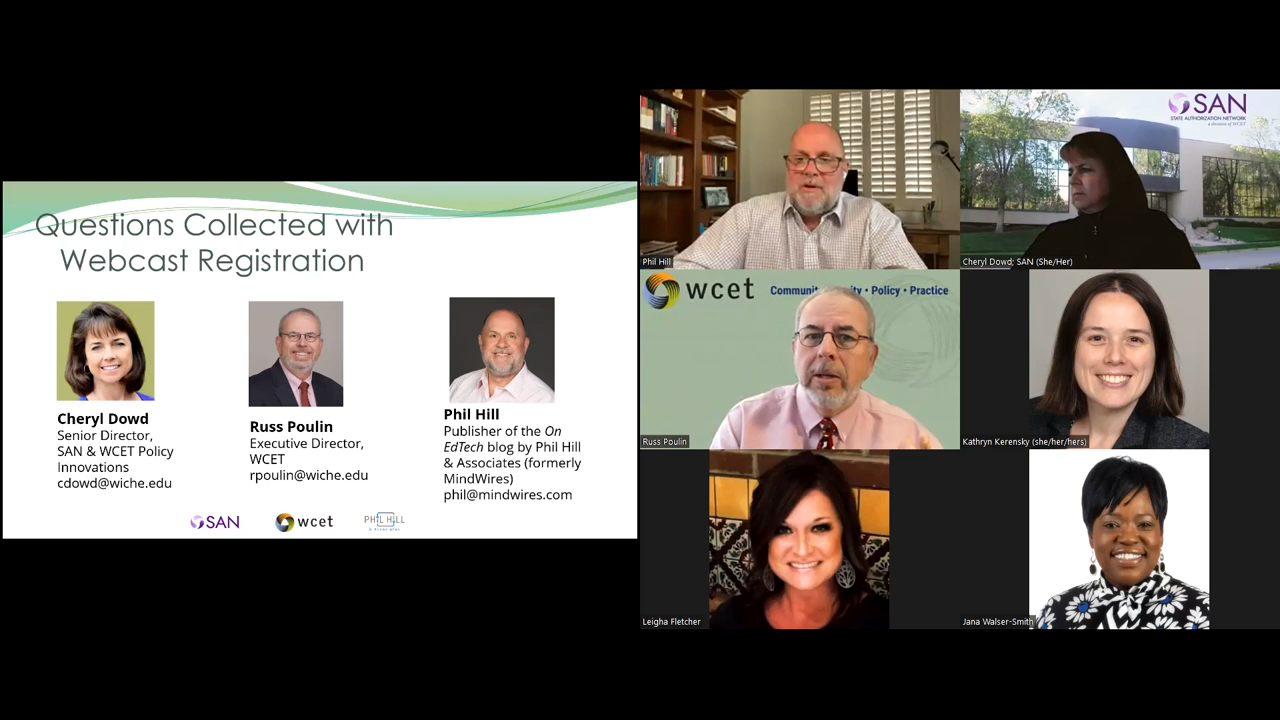 Questions Collected with
Webcast Registration
Cheryl Dowd
Senior Director,
SAN & WCET Policy
Innovations
cdowd@wiche.edu
Russ Poulin
Executive Director,
WCET
rpoulin@wiche.edu
Phil Hill
Publisher of the On
EdTech blog by Phil Hill
& Associates (formerly
MindWires)
phil@mindwires.com
SAN
wcet
PHIL HILL
Phil Hill
SAN
STATE AUTHORIZATION NETWORK
a division of WCET
Cheryl Dowd; SAN (She/Her)
wcet
Policy • Practice
Russ Poulin
Kathryn Kerensky (she/her/hers)
Leigha Fletcher
Jana Walser-Smith